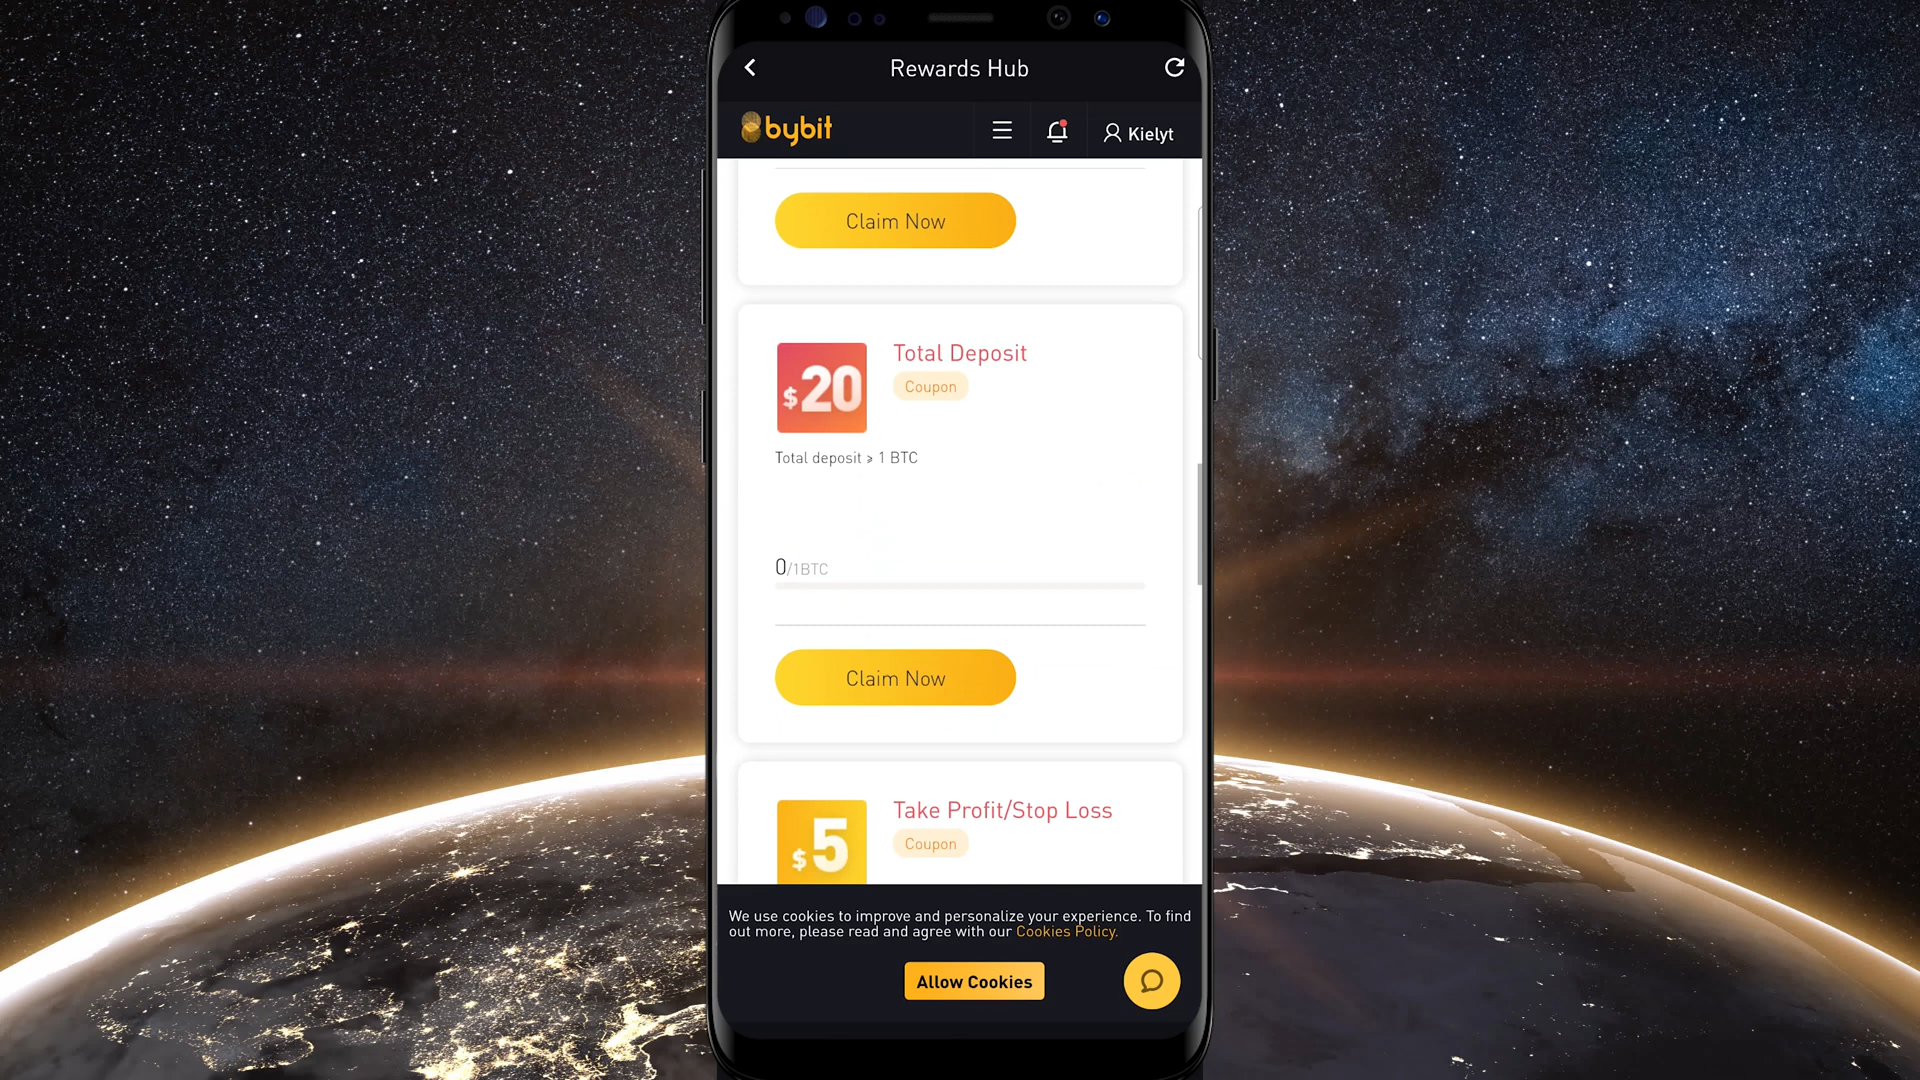 Rewards Hub
bybit
Kielyt
Claim Now
$20
Total Deposit
Coupon
Total deposit ≥ 1 BTC
0/1BTC
Claim Now
$5
Take Profit/Stop Loss
Coupon
We use cookies to improve and personalize your experience. To find
out more, please read and agree with our Cookies Policy.
Allow Cookies